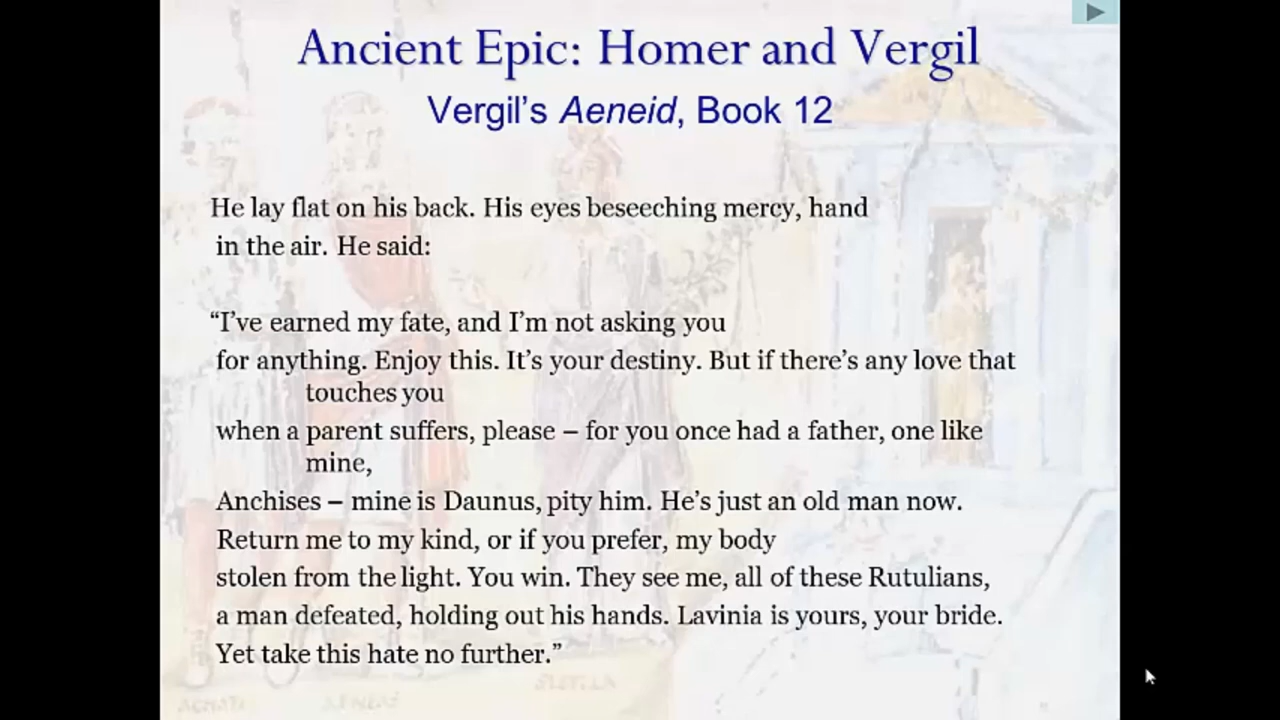 Ancient Epic: Homer and Vergil
Vergil’s Aeneid, Book 12
He lay flat on his back. His eyes beseeching mercy, hand
in the air. He said:
“I’ve earned my fate, and I’m not asking you
for anything. Enjoy this. It’s your destiny. But if there’s any love that
touches you
when a parent suffers, please – for you once had a father, one like
mine,
Anchises – mine is Daunus, pity him. He’s just an old man now.
Return me to my kind, or if you prefer, my body
stolen from the light. You win. They see me, all of these Rutulians,
a man defeated, holding out his hands. Lavinia is yours, your bride.
Yet take this hate no further.”